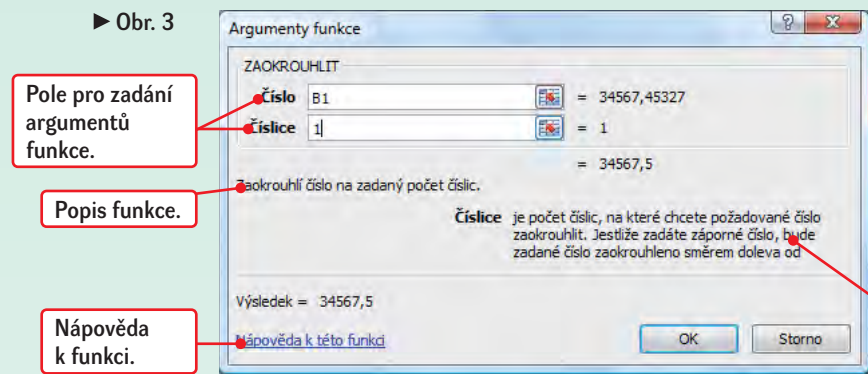 ► Obr. 3
Argumenty funkce
ZAOKROUHLIT
Pole pro zadání
argumentů
funkce.
Číslo B1 = 34567,45327
Číslice 1 = 1
= 34567,5
Zaokrouhlí číslo na zadaný počet číslic.
Popis funkce.
Číslice je počet číslic, na které chcete požadované číslo
zaokrouhlit. Jestliže zadáte záporné číslo, bude
zadané číslo zaokrouhleno směrem doleva od
Výsledek = 34567,5
Nápověda
k funkci.
Nápověda k této funkci
OK Storno